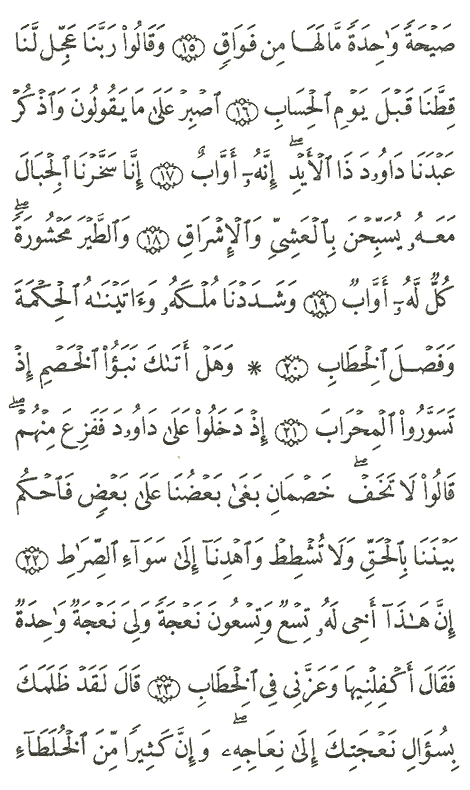 صَيْحَةً وَٰحِدَةً مَّا لَهَا مِن فَوَاقٍ ۝١٥ وَقَالُوا۟ رَبَّنَا عَجِّل لَّنَا
قِطَّنَا قَبْلَ يَوْمِ ٱلْحِسَابِ ۝١٦ ٱصْبِرْ عَلَىٰ مَا يَقُولُونَ وَٱذْكُرْ
عَبْدَنَا دَاوُۥدَ ذَا ٱلْأَيْدِ ۖ إِنَّهُۥٓ أَوَّابٌ ۝١٧ إِنَّا سَخَّرْنَا ٱلْجِبَالَ
مَعَهُۥ يُسَبِّحْنَ بِٱلْعَشِىِّ وَٱلْإِشْرَاقِ ۝١٨ وَٱلطَّيْرَ مَحْشُورَةً ۖ
كُلٌّ لَّهُۥٓ أَوَّابٌ ۝١٩ وَشَدَدْنَا مُلْكَهُۥ وَءَاتَيْنَٰهُ ٱلْحِكْمَةَ
وَفَصْلَ ٱلْخِطَابِ ۝٢٠ * وَهَلْ أَتَىٰكَ نَبَؤُا۟ ٱلْخَصْمِ إِذْ
تَسَوَّرُوا۟ ٱلْمِحْرَابَ ۝٢١ إِذْ دَخَلُوا۟ عَلَىٰ دَاوُۥدَ فَفَزِعَ مِنْهُمْ ۖ
قَالُوا۟ لَا تَخَفْ ۖ خَصْمَانِ بَغَىٰ بَعْضُنَا عَلَىٰ بَعْضٍ فَٱحْكُم
بَيْنَنَا بِٱلْحَقِّ وَلَا تُشْطِطْ وَٱهْدِنَآ إِلَىٰ سَوَآءِ ٱلصِّرَٰطِ ۝٢٢
إِنَّ هَٰذَآ أَخِى لَهُۥ تِسْعٌ وَتِسْعُونَ نَعْجَةً وَلِىَ نَعْجَةٌ وَٰحِدَةٌ
فَقَالَ أَكْفِلْنِيهَا وَعَزَّنِى فِى ٱلْخِطَابِ ۝٢٣ قَالَ لَقَدْ ظَلَمَكَ
بِسُؤَالِ نَعْجَتِكَ إِلَىٰ نِعَاجِهِۦ ۖ وَإِنَّ كَثِيرًا مِّنَ ٱلْخُلَطَآءِ